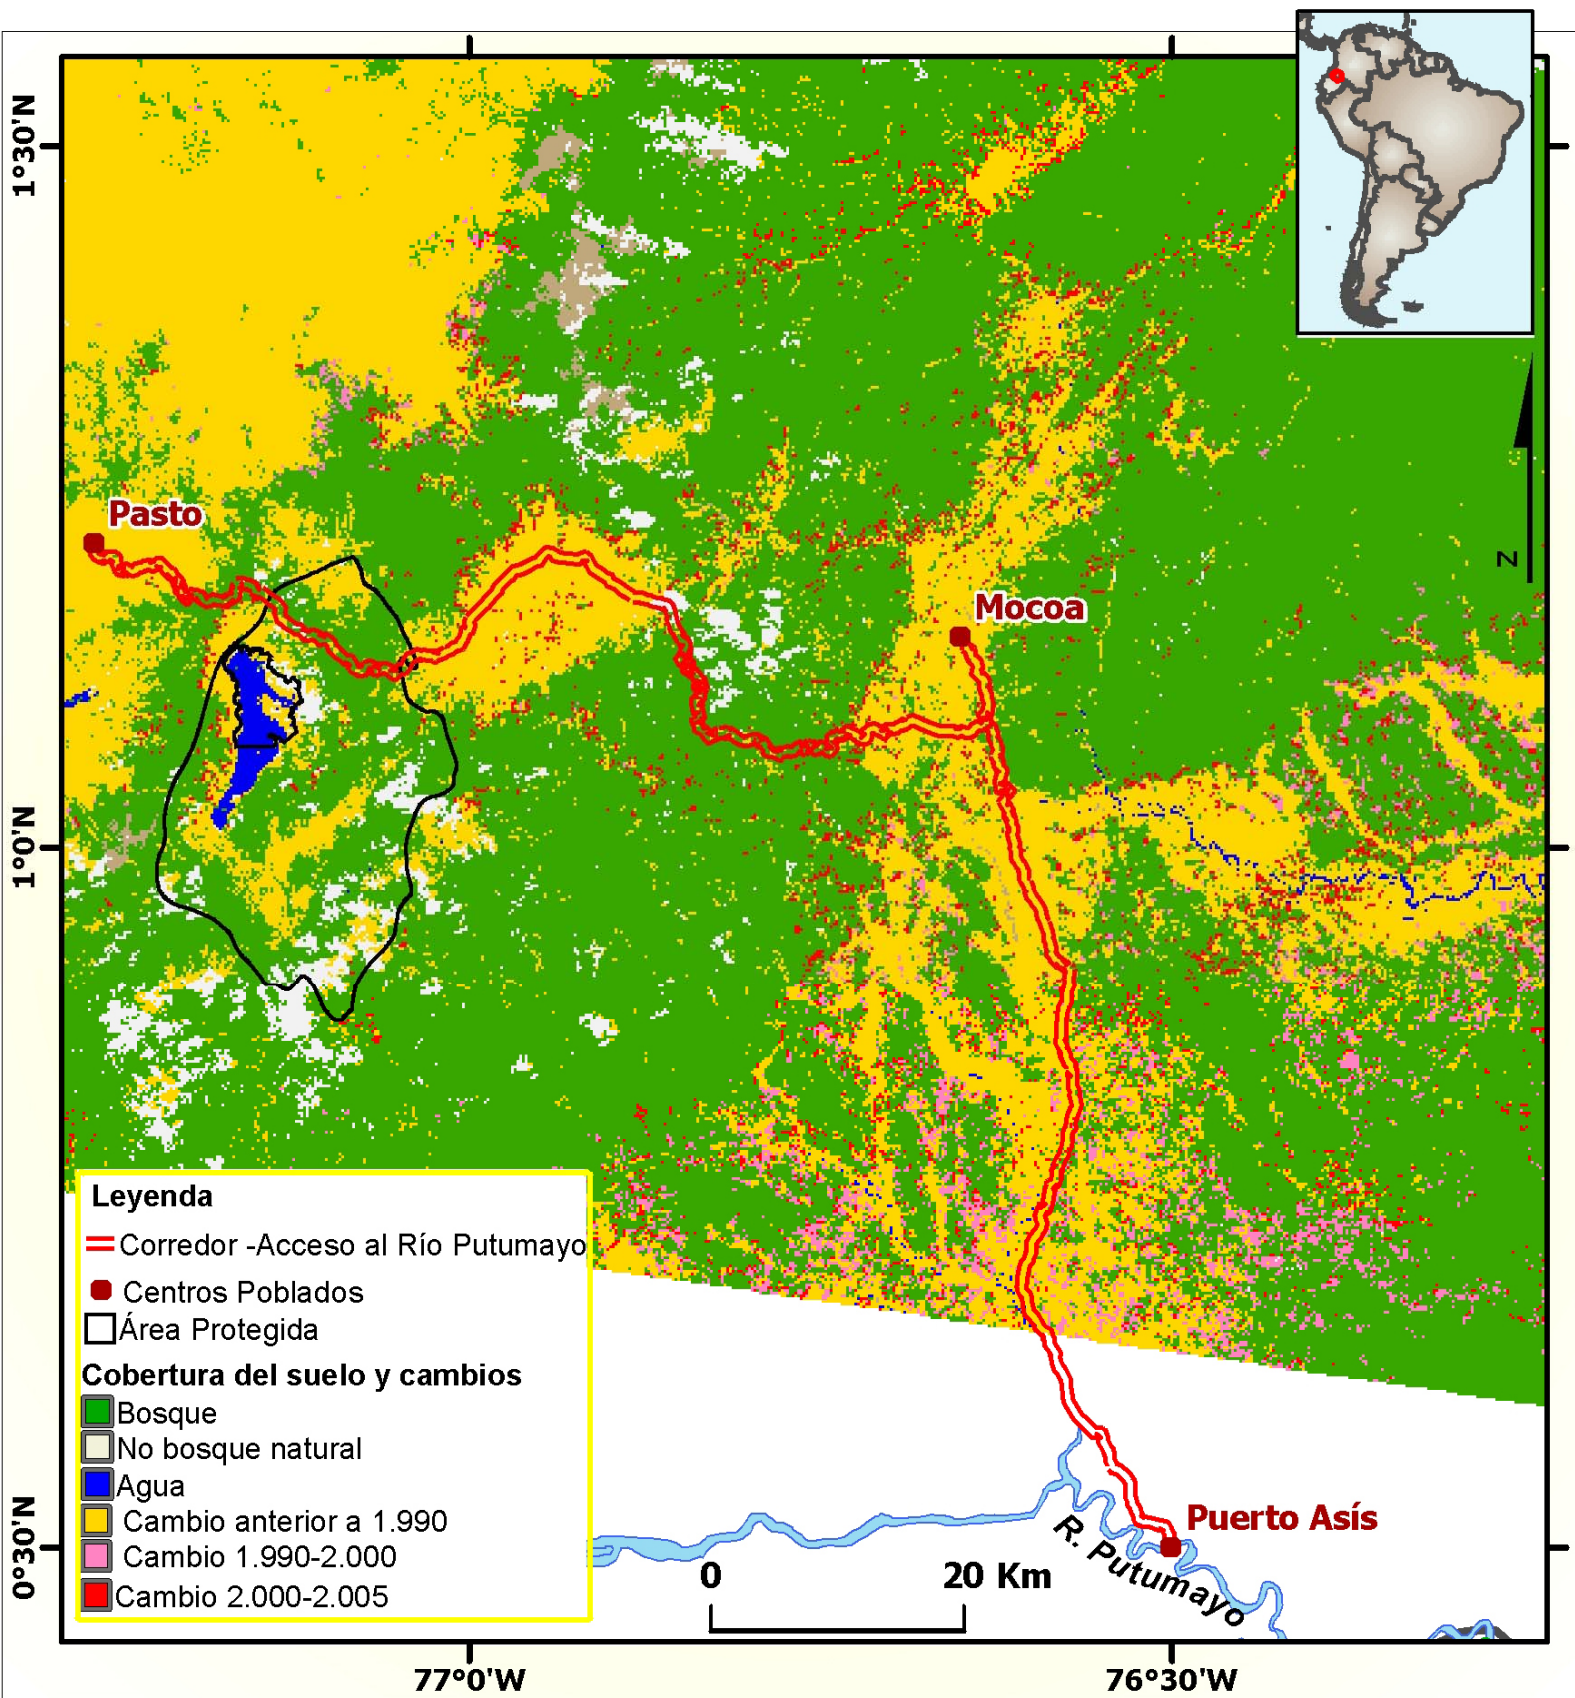 1°30'N
Pasto
Mocoa
N
1°0'N
Leyenda
Corredor -Acceso al Río Putumayo
Centros Poblados
Área Protegida
Cobertura del suelo y cambios
Bosque
No bosque natural
Agua
Cambio anterior a 1.990
Cambio 1.990-2.000
Cambio 2.000-2.005
0°30'N
Puerto Asís
R. Putumayo
0 20 Km
77°0'W 76°30'W